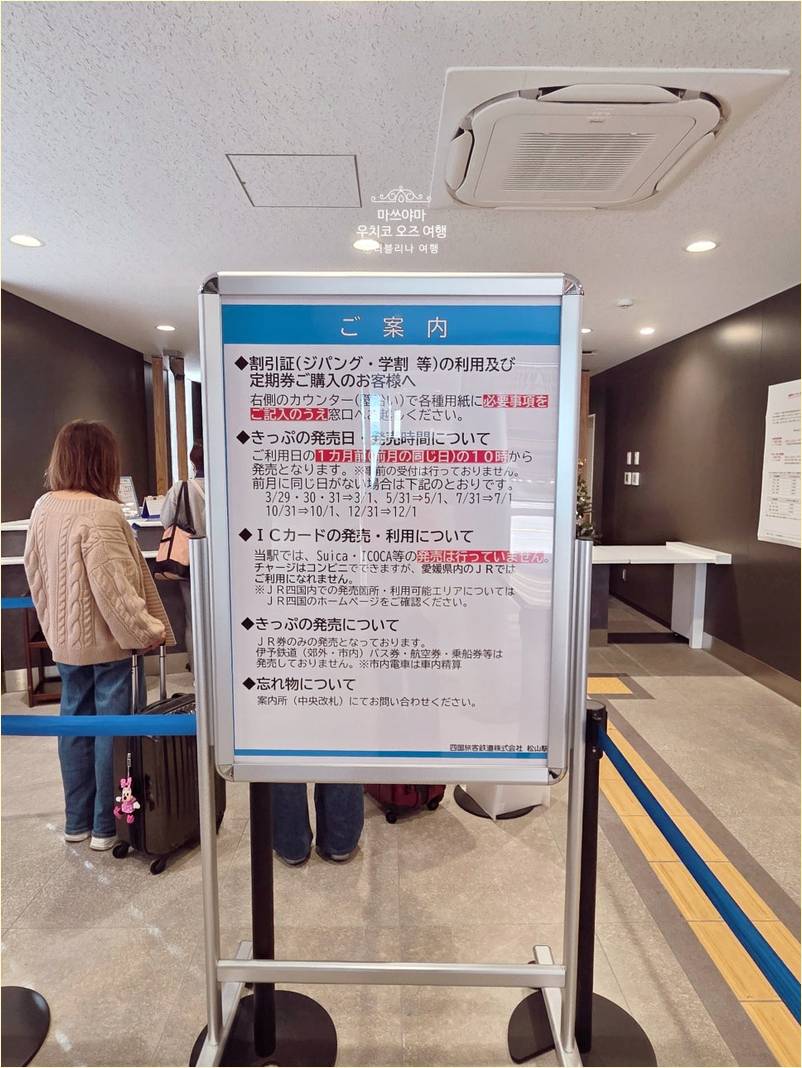 마쓰야마
우치코 오즈 여행
러블리나 여행
ご案内
◆割引証(ジパング・学割 等)の利用及び
定期券ご購入のお客様へ
右側のカウンター(壁沿い)で各種用紙に必要事項を
ご記入のうえ窓口へお越しください。
◆きっぷの発売日・発売時間について
ご利用日の1カ月前(前月の同じ日)の10時から
発売となります。※事前の受付は行っておりません。
前月に同じ日がない場合は下記のとおりです。
3/29・30・31⇒3/1、5/31⇒5/1、7/31⇒7/1
10/31⇒10/1、12/31⇒12/1
◆ICカードの発売・利用について
当駅では、Suica・ICOCA等の発売は行っていません。
チャージはコンビニでできますが、愛媛県内のJRでは
ご利用になれません。
※JR四国内での発売箇所・利用可能エリアについては
JR四国のホームページをご確認ください。
◆きっぷの発売について
JR券のみの発売となっております。
伊予鉄道(郊外・市内)バス券・航空券・乗船券等は
発売しておりません。※市内電車は車内精算
◆忘れ物について
案内所(中央改札)にてお問い合わせください。
四国旅客鉄道株式会社 松山駅